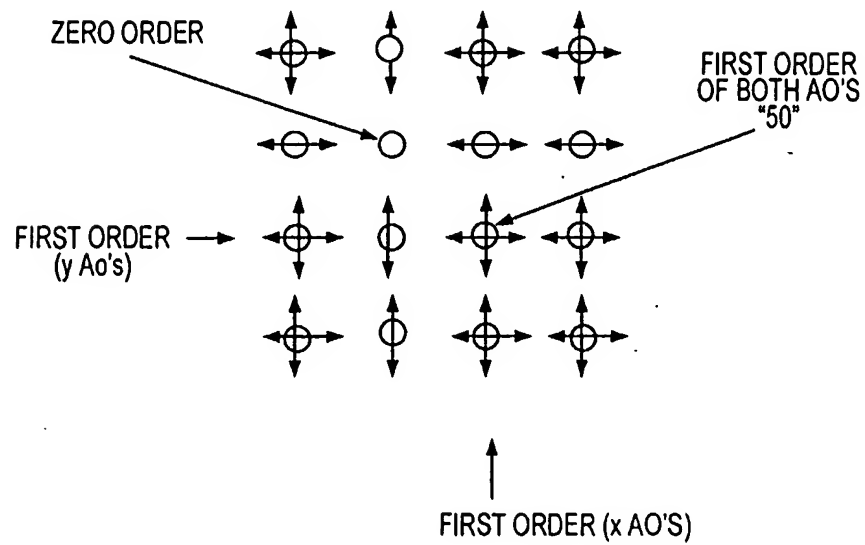 ZERO ORDER
FIRST ORDER
OF BOTH AO'S
"50"
FIRST ORDER
(y Ao's)
FIRST ORDER (x AO'S)